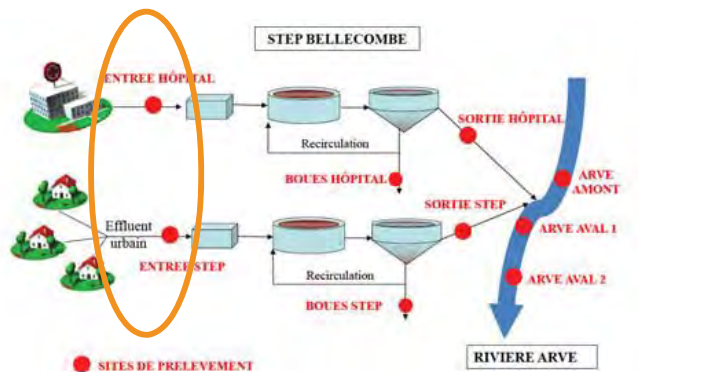 STEP BELLECOMBE
ENTREE HÔPITAL
SORTIE HÔPITAL
Recirculation
BOUES HÔPITAL
ARVE
AMONT
SORTIE STEP
Effluent
urbain
ARVE AVAL 1
ENTREE STEP
Recirculation
ARVE AVAL 2
BOUES STEP
RIVIERE ARVE
SITES DE PRELEVEMENT